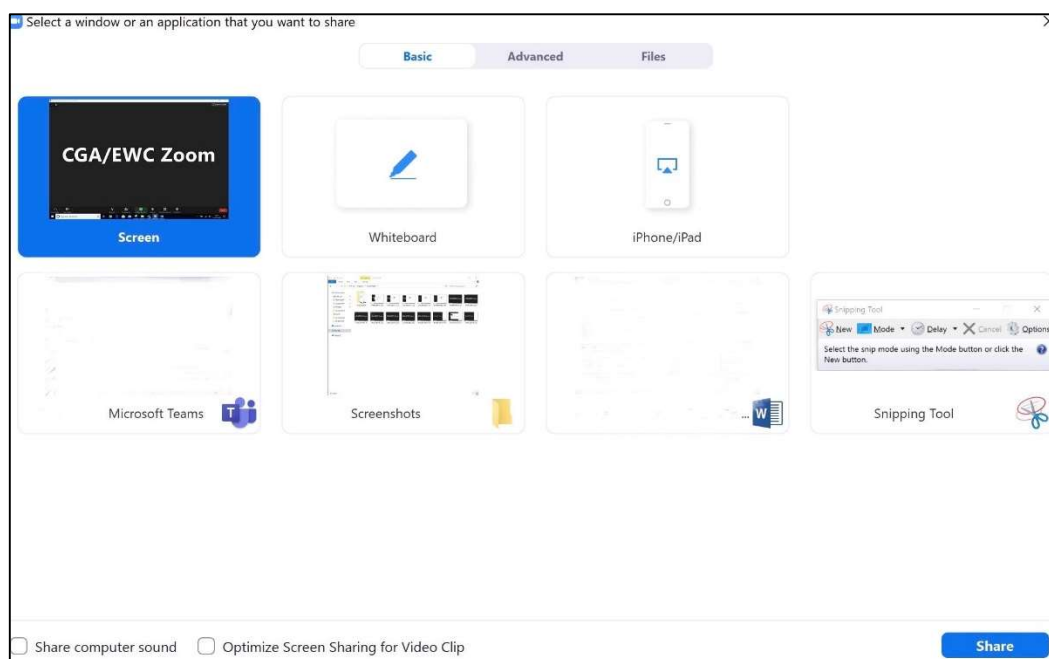 Select a window or an application that you want to share
Basic Advanced Files
CGA/EWC Zoom
Screen Whiteboard iPhone/iPad
Snipping Tool
New Mode Delay Cancel Options
Select the snip mode using the Mode button or click the
New button.
Microsoft Teams Screenshots ... Snipping Tool
Share computer sound Optimize Screen Sharing for Video Clip Share